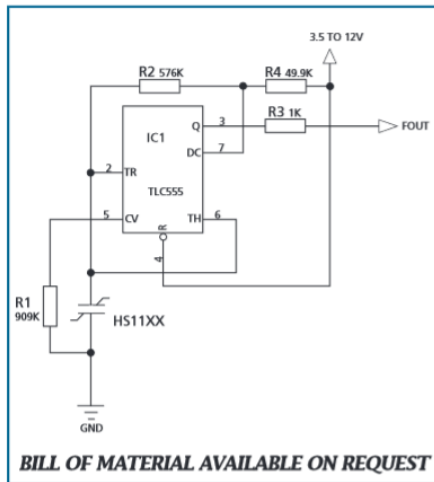 3.5 TO 12V
R2 576K
R4 49.9K
R3 1K
Q
3
FOUT
IC1
DC
7
2
TR
TLC555
5
CV
TH
6
R
4
R1
909K
HS11XX
GND
BILL OF MATERIAL AVAILABLE ON REQUEST